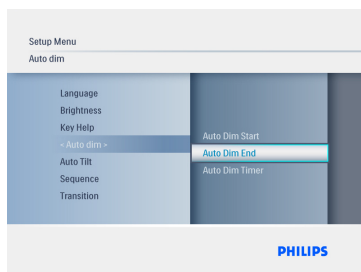 Setup Menu
Auto dim
Language
Brightness
Key Help
< Auto dim >
Auto Tilt
Sequence
Transition
Auto Dim Start
Auto Dim End
Auto Dim Timer
PHILIPS